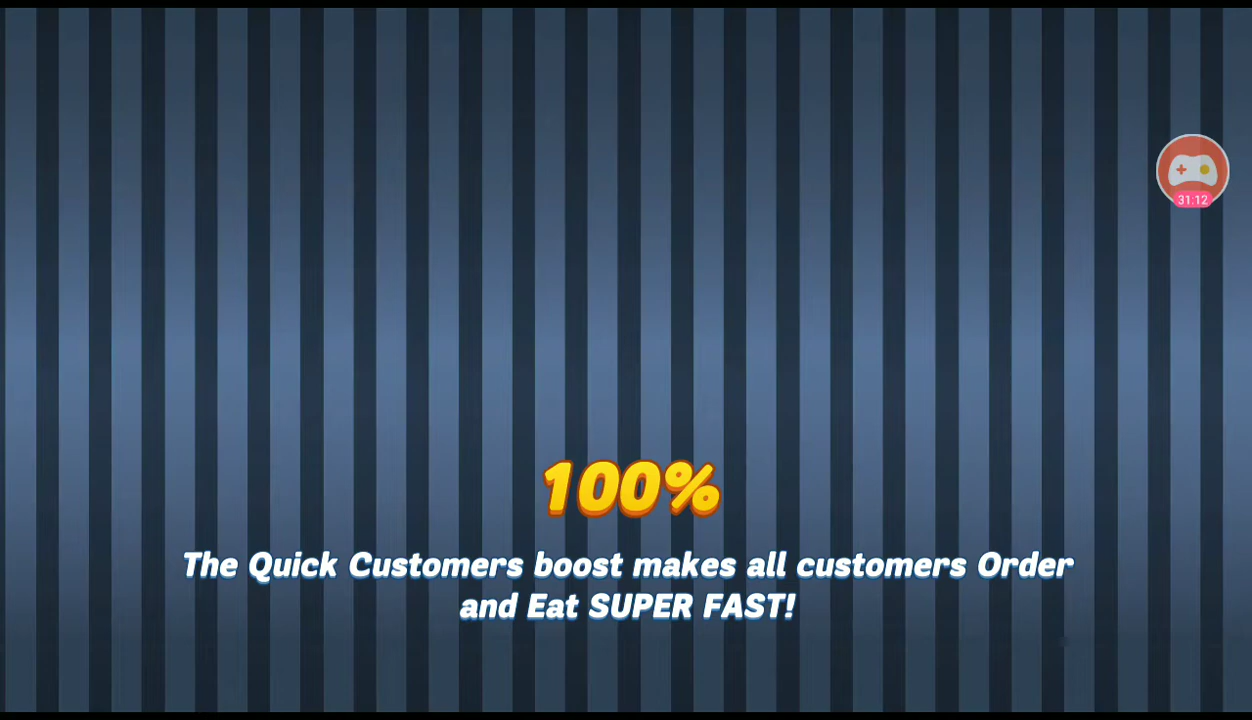 31:12
100%
The Quick Customers boost makes all customers Order
and Eat SUPER FAST!